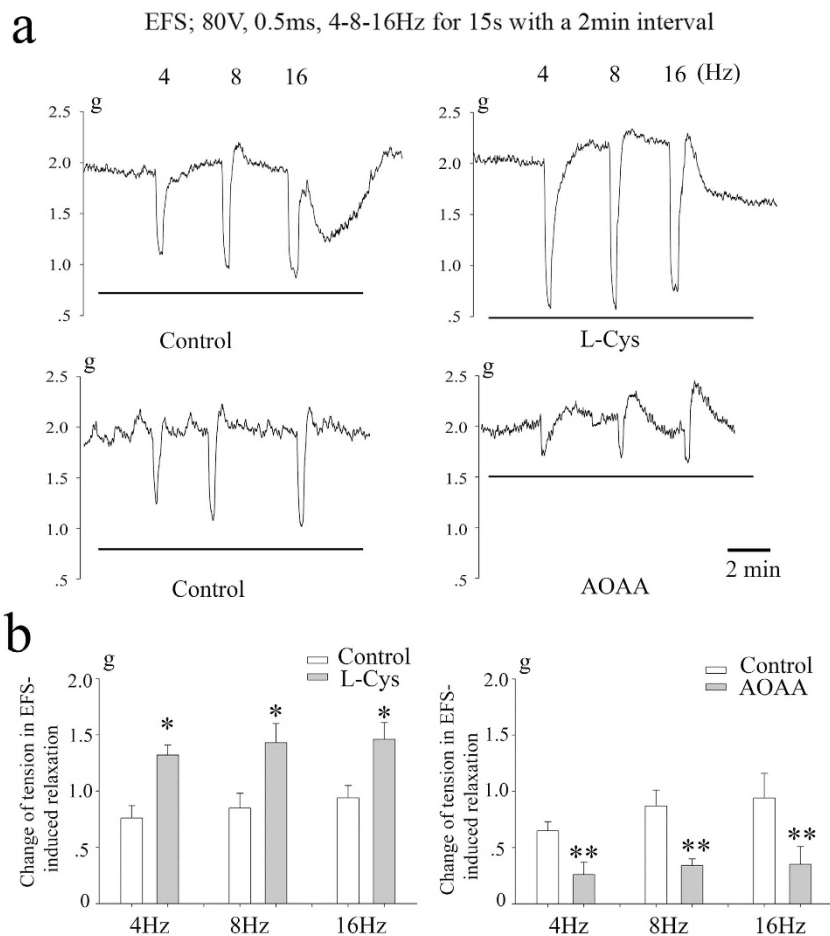 a
EFS; 80V, 0.5ms, 4-8-16Hz for 15s with a 2min interval
4 8 16
4 8 16 (Hz)
g
2.5
2.0
1.5
1.0
.5
Control
g
2.5
2.0
1.5
1.0
.5
L-Cys
g
2.5
2.0
1.5
1.0
.5
Control
g
2.5
2.0
1.5
1.0
.5
AOAA
2 min
b
g
Control
L-Cys
Change of tension in EFS-
induced relaxation
2.0
1.5
1.0
.5
0
* * *
4Hz 8Hz 16Hz
g
Control
AOAA
Change of tension in EFS-
induced relaxation
2.0
1.5
1.0
.5
0
** ** **
4Hz 8Hz 16Hz